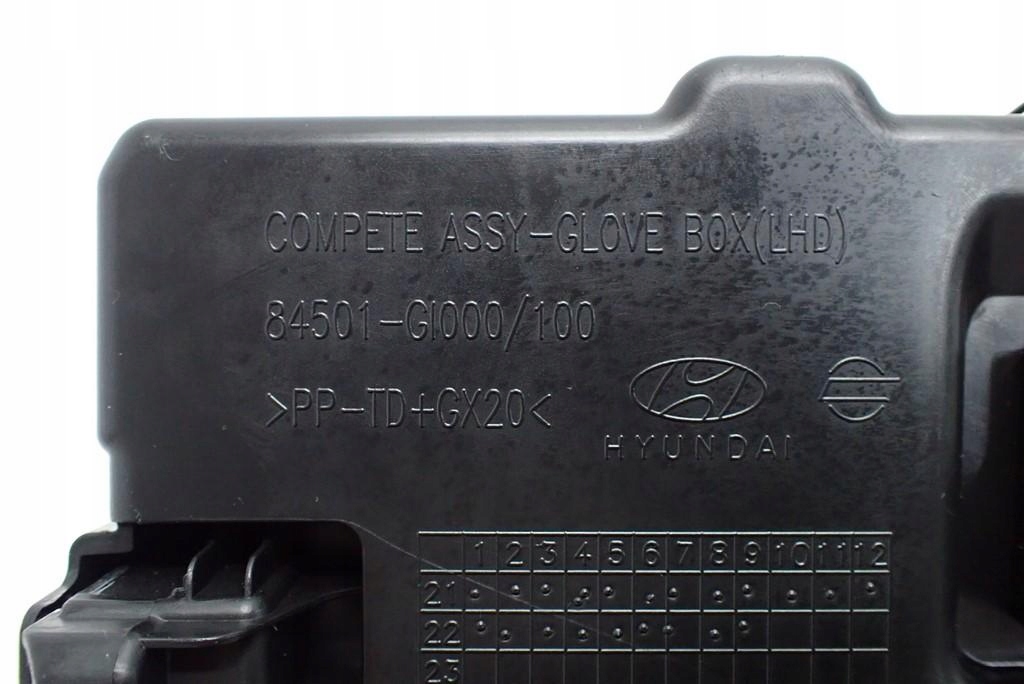 COMPETE ASSY-GLOVE BOX(LHD)
84501-GI000/100
>PP-TD+GX20<
HYUNDAI
1 2 3 4 5 6 7 8 9 10 11 12
21
22
23